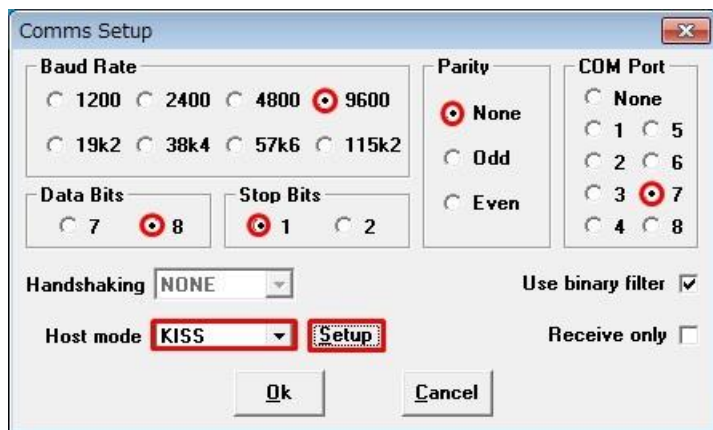 Comms Setup
Baud Rate
1200 2400 4800 9600
19k2 38k4 57k6 115k2
Parity
None
Odd
Even
COM Port
None
1 5
2 6
3 7
4 8
Data Bits
7 8
Stop Bits
1 2
Handshaking NONE
Use binary filter
Host mode KISS Setup
Receive only
Ok Cancel